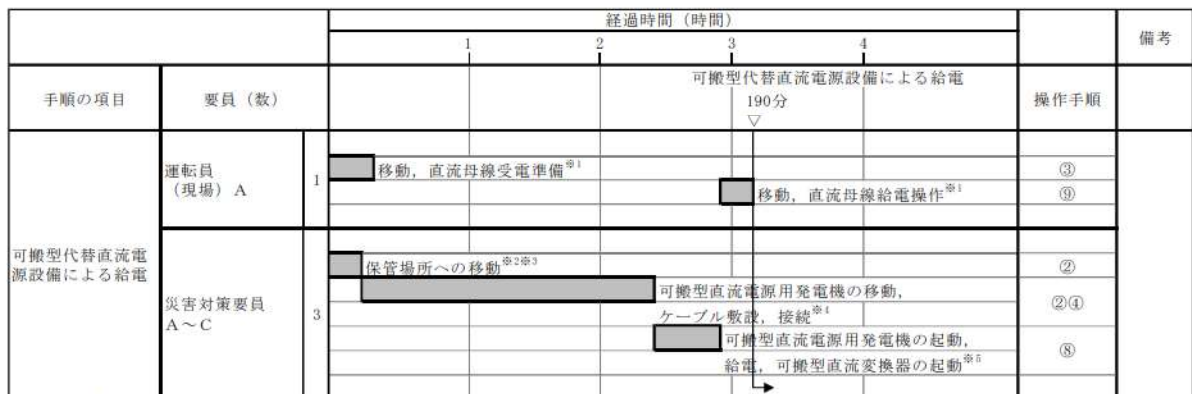 経過時間（時間）
備考
1 2 3 4
手順の項目 要員（数） 操作手順
可搬型代替直流電源設備による給電
190分
▽
運転員
（現場）A
1
移動，直流母線受電準備※1
③
移動，直流母線給電操作※1
⑨
可搬型代替直流電
源設備による給電
災害対策要員
A～C
3
保管場所への移動※2※3
②
可搬型直流電源用発電機の移動，
ケーブル敷設，接続※4
②④
可搬型直流電源用発電機の起動，
給電，可搬型直流変換器の起動※5
⑧